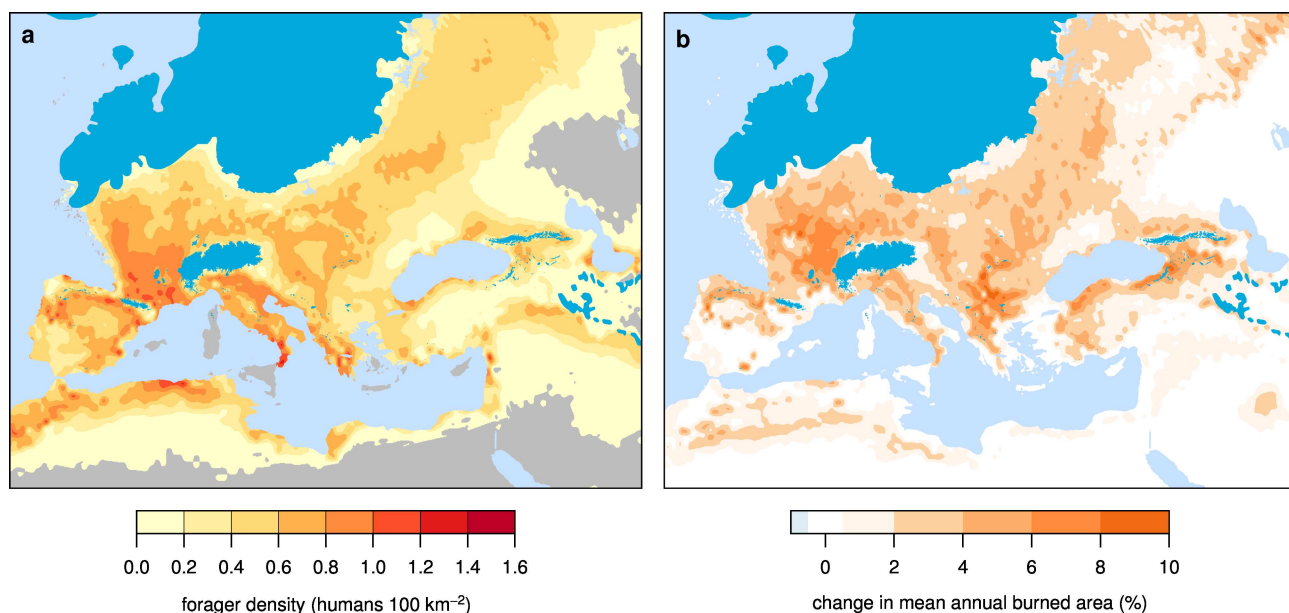 a
b
0.0 0.2 0.4 0.6 0.8 1.0 1.2 1.4 1.6
forager density (humans 100 km⁻²)
0 2 4 6 8 10
change in mean annual burned area (%)